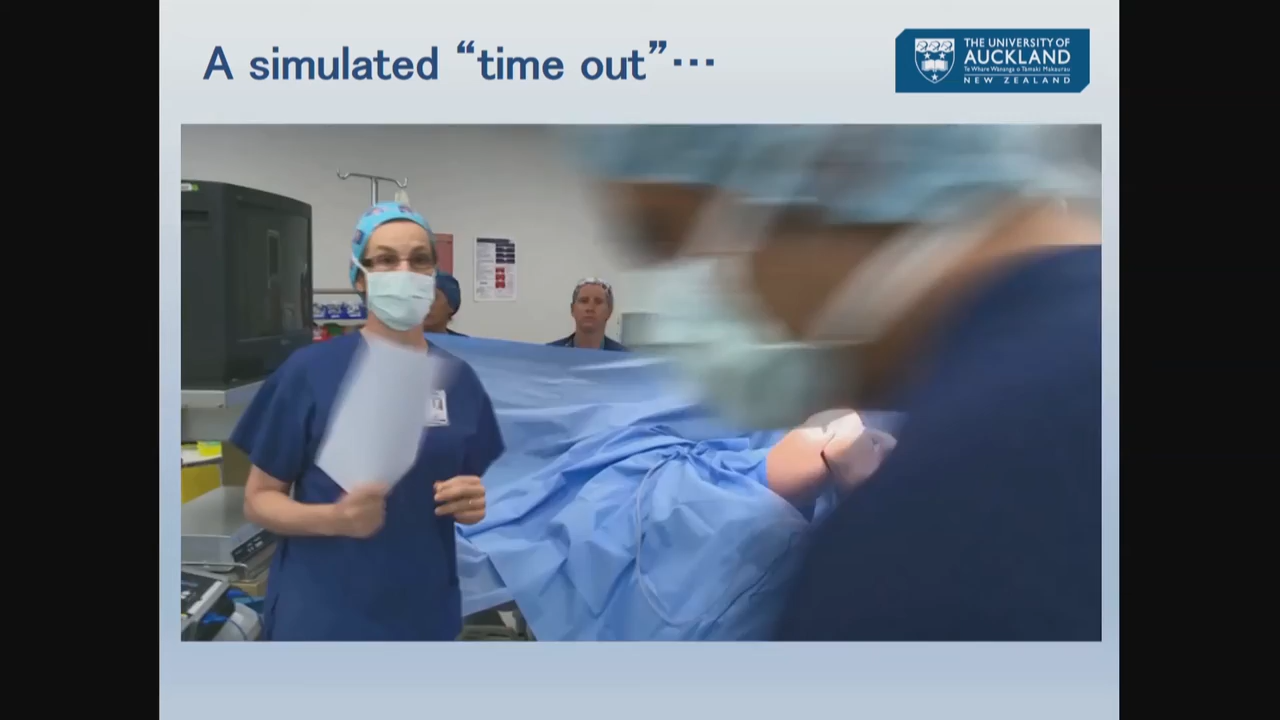 A simulated “time out”…
THE UNIVERSITY OF
AUCKLAND
Te Whare Wānanga o Tāmaki Makaurau
NEW ZEALAND